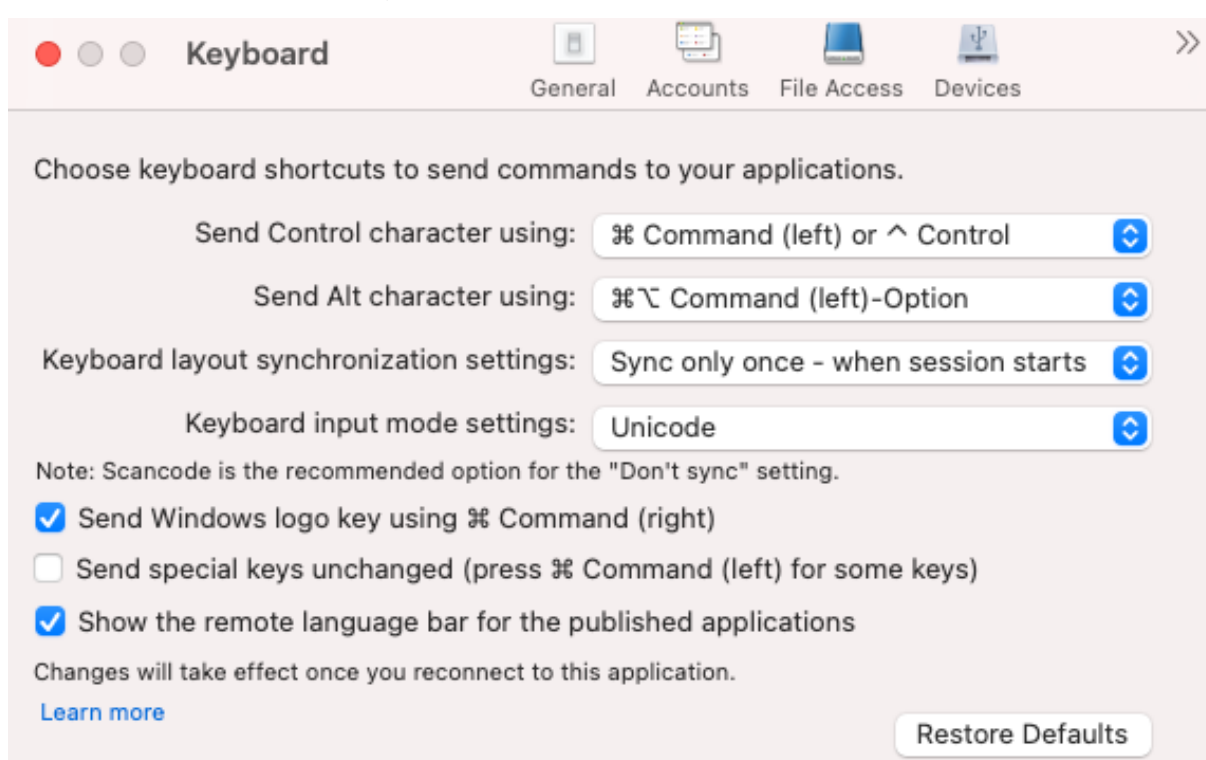 Keyboard
General Accounts File Access Devices
Choose keyboard shortcuts to send commands to your applications.
Send Control character using: ⌘ Command (left) or ^ Control
Send Alt character using: ⌘⌥ Command (left)-Option
Keyboard layout synchronization settings: Sync only once - when session starts
Keyboard input mode settings: Unicode
Note: Scancode is the recommended option for the "Don't sync" setting.
Send Windows logo key using ⌘ Command (right)
Send special keys unchanged (press ⌘ Command (left) for some keys)
Show the remote language bar for the published applications
Changes will take effect once you reconnect to this application.
Learn more
Restore Defaults